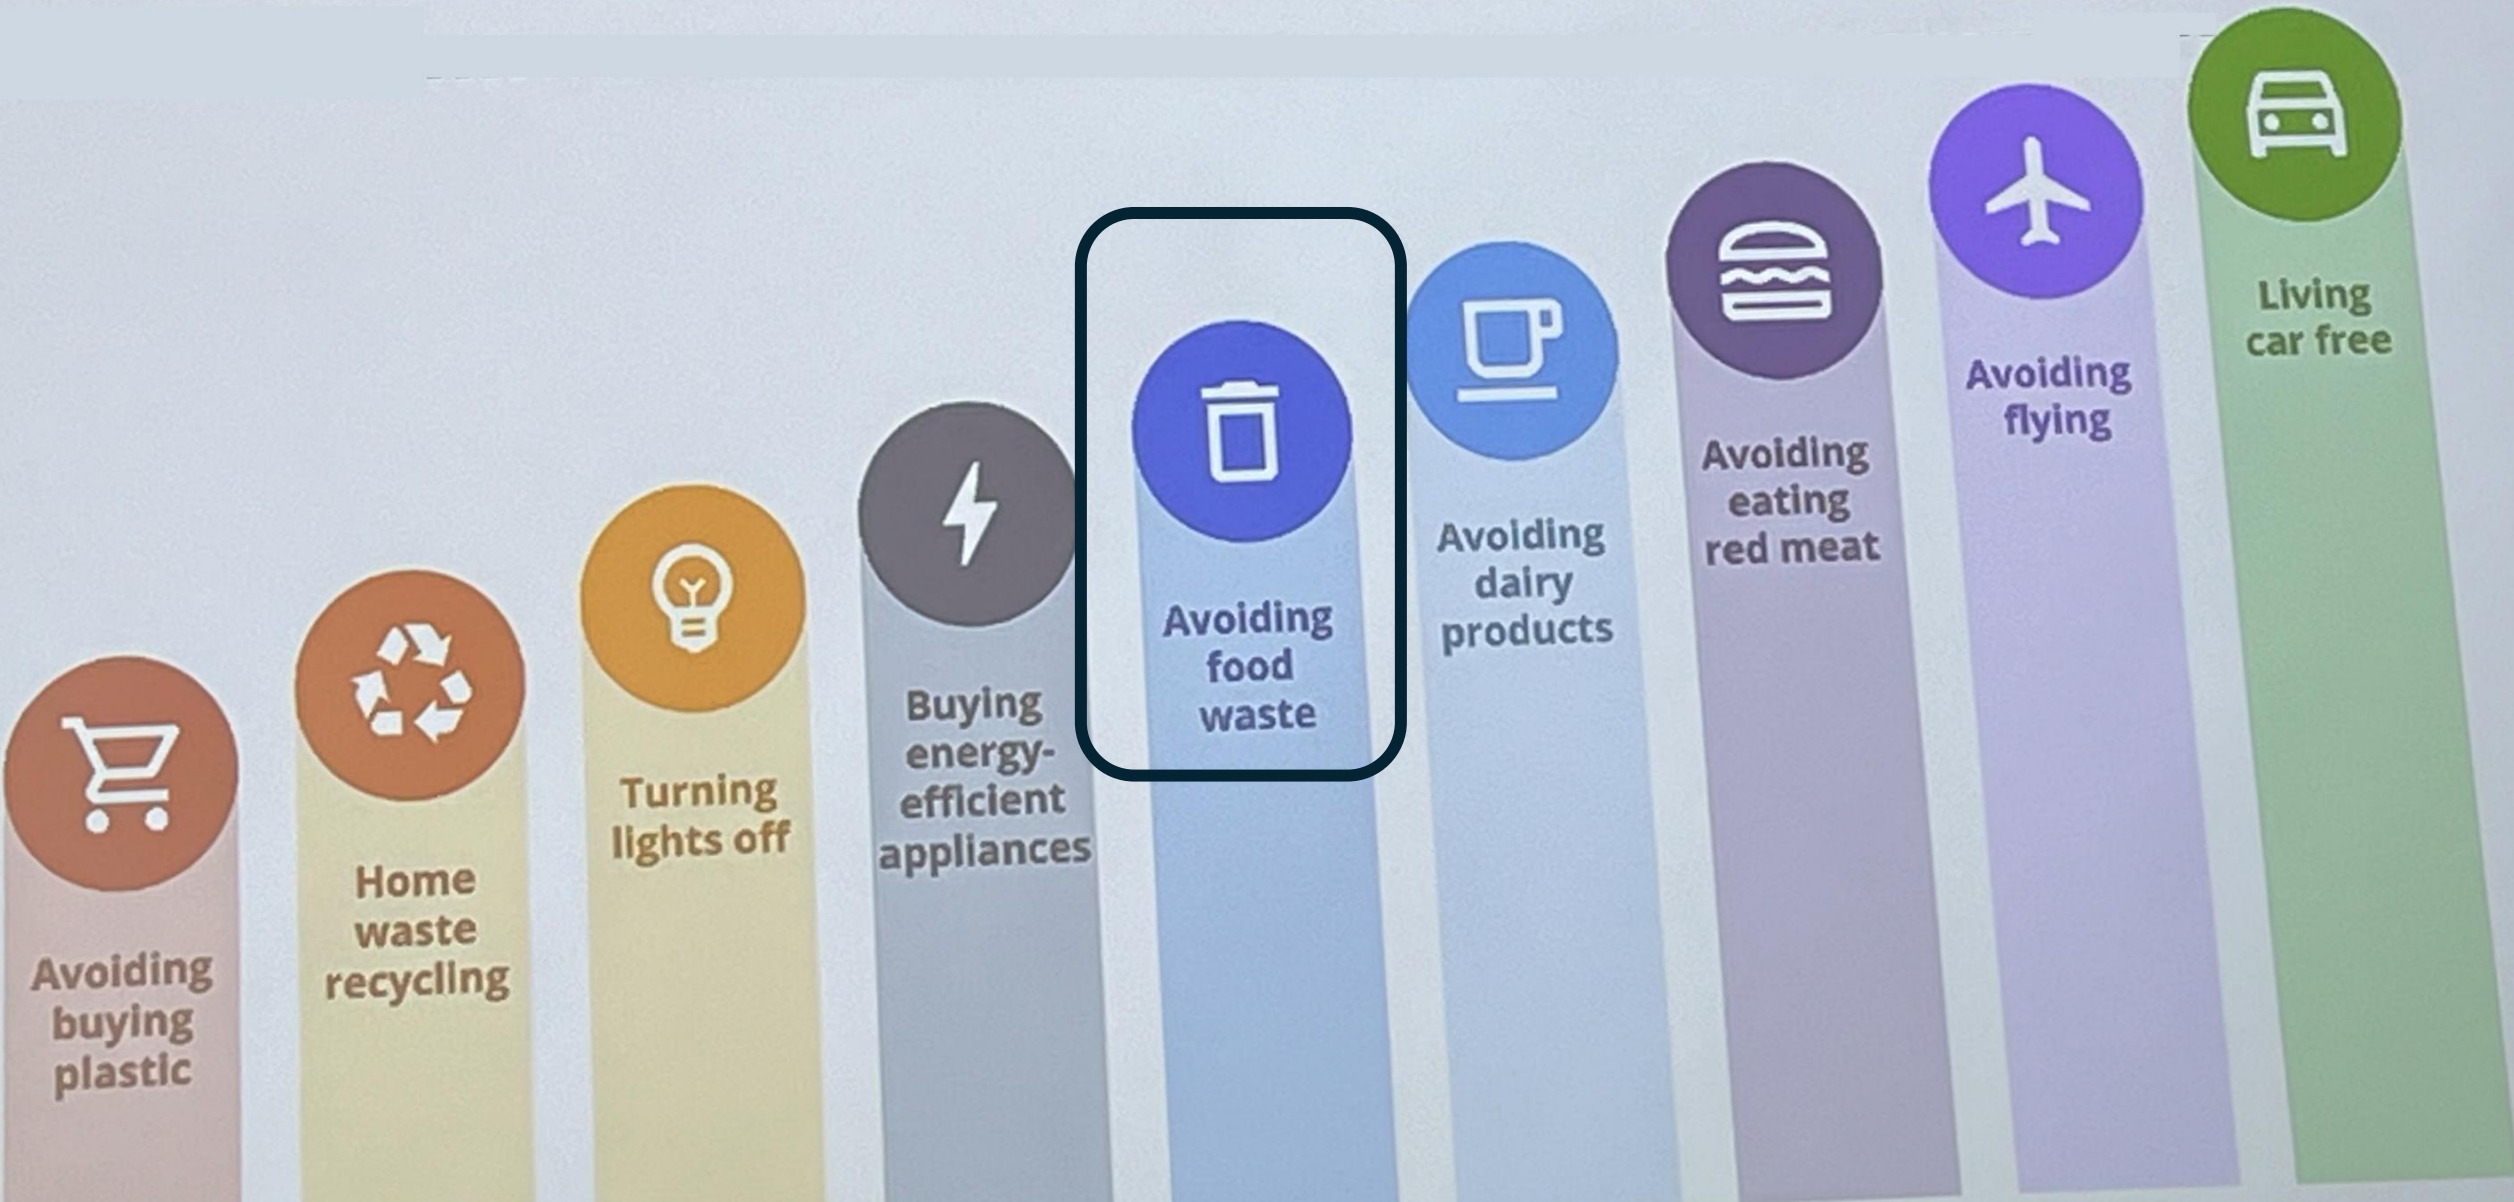 Avoiding
buying
plastic
Home
waste
recycling
Turning
lights off
Buying
energy-
efficient
appliances
Avoiding
food
waste
Avoiding
dairy
products
Avoiding
eating
red meat
Avoiding
flying
Living
car free